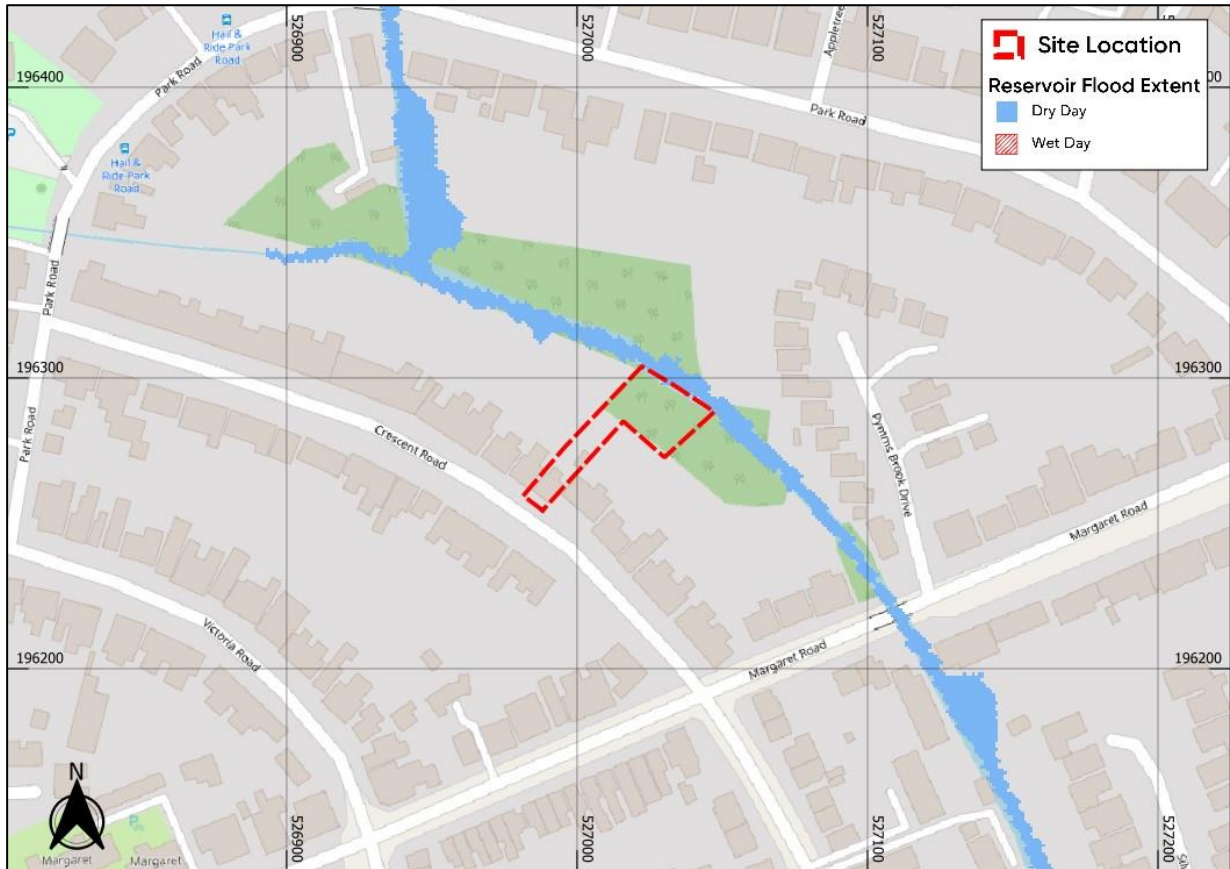 Site Location
Reservoir Flood Extent
Dry Day
Wet Day
Hail &
Ride Park
Road
Hail &
Ride Park
Road
Park Road
Park Road
Park Road
Park Road
Appletree
526900
527000
527100
196400
196300
196300
Crescent Road
Pymms Brook Drive
Margaret Road
Margaret Road
196200
196200
Victoria Road
N
Margaret
Margaret
526900
527000
527100
527200